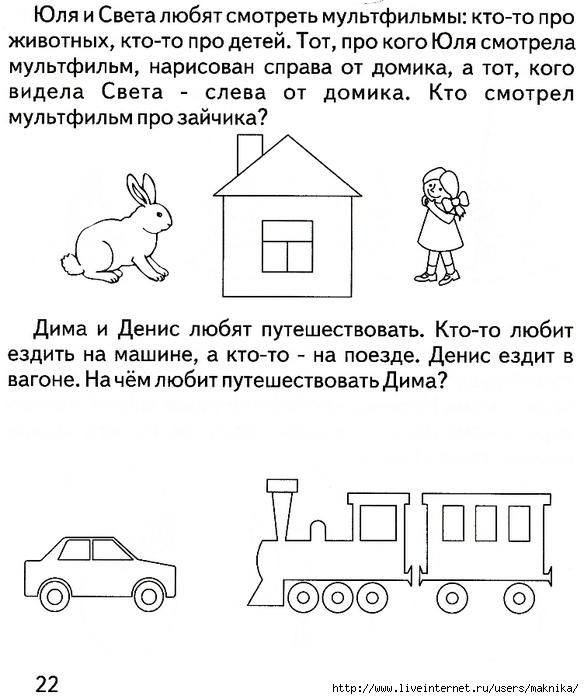 Юля и Света любят смотреть мультфильмы: кто-то про
животных, кто-то про детей. Тот, про кого Юля смотрела
мультфильм, нарисован справа от домика, а тот, кого
видела Света - слева от домика. Кто смотрел
мультфильм про зайчика?
Дима и Денис любят путешествовать. Кто-то любит
ездить на машине, а кто-то - на поезде. Денис ездит в
вагоне. На чём любит путешествовать Дима?
22
http://www.liveinternet.ru/users/maknika/